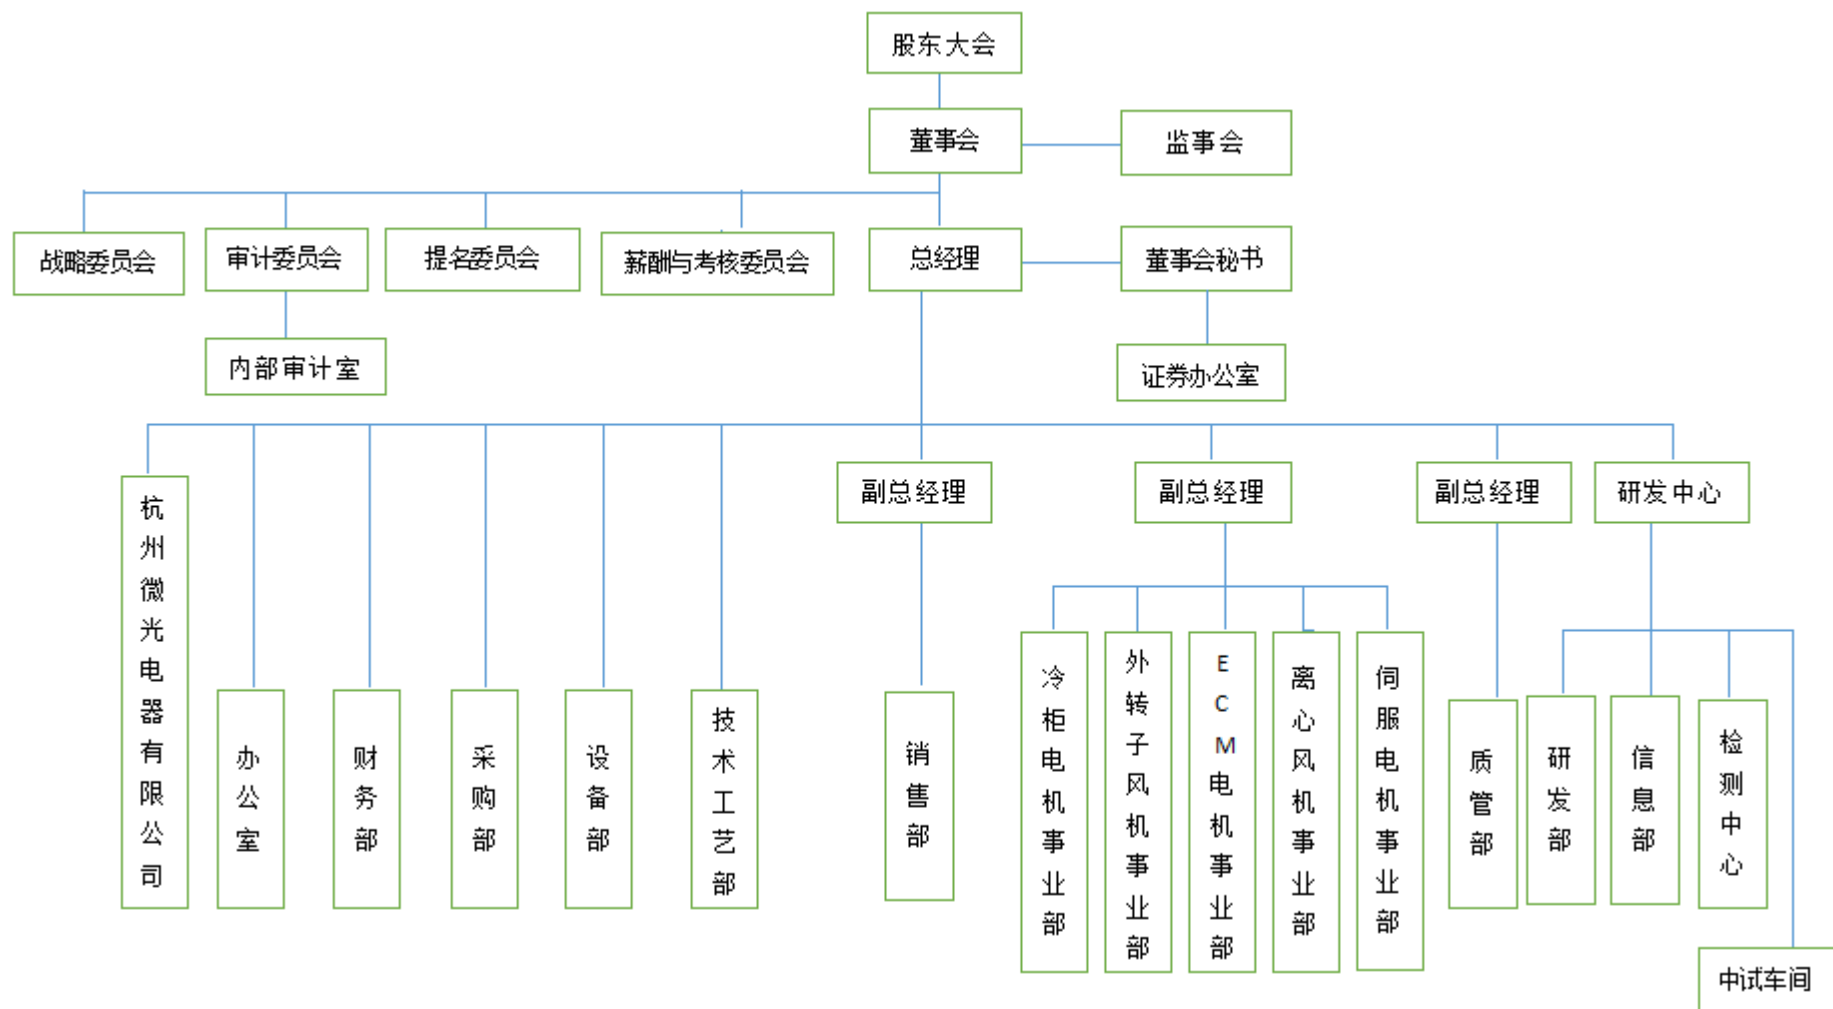 股东大会
董事会
监事会
战略委员会
审计委员会
提名委员会
薪酬与考核委员会
总经理
董事会秘书
内部审计室
证券办公室
副总经理
副总经理
副总经理
研发中心
杭州微光电器有限公司
办公室
财务部
采购部
设备部
技术工艺部
销售部
冷柜电机事业部
外转子风机事业部
ECM电机事业部
离心风机事业部
伺服电机事业部
质管部
研发部
信息部
检测中心
中试车间